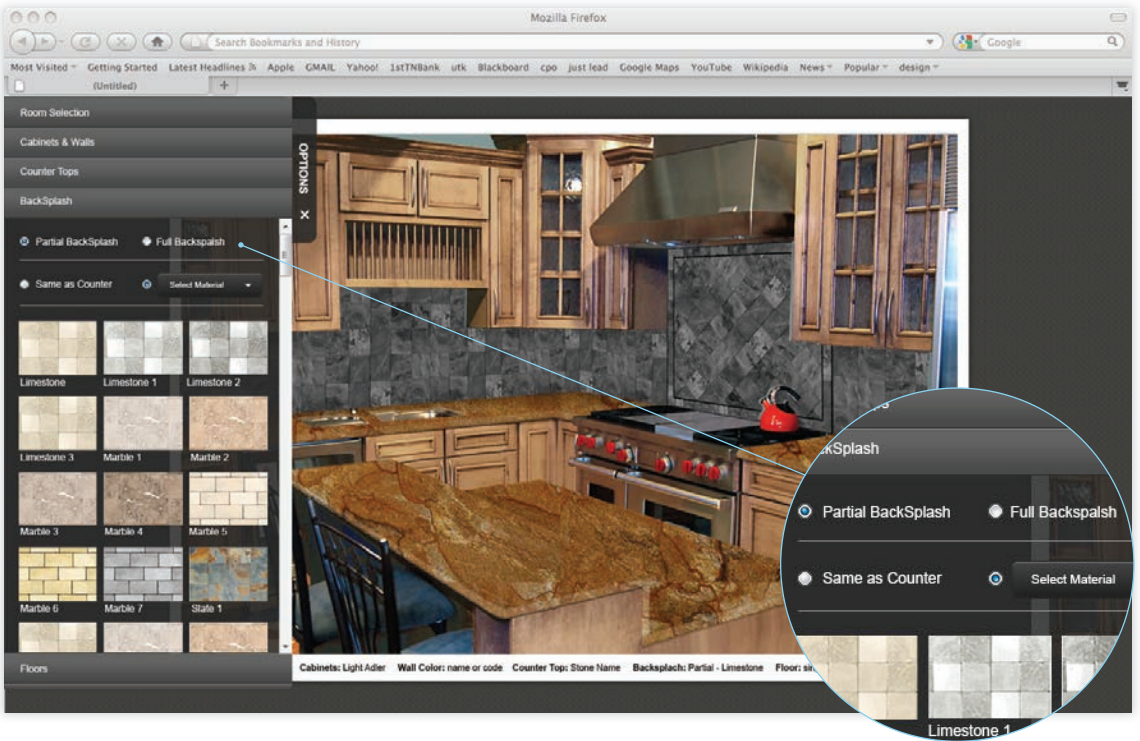 Mozilla Firefox
Search Bookmarks and History
Google
Most Visited Getting Started Latest Headlines Apple GMAIL Yahoo! 1stTNBank utk Blackboard cpo just lead Google Maps YouTube Wikipedia News Popular design
(Untitled) +
Room Selection
Cabinets & Walls
Counter Tops
BackSplash
OPTIONS X
Partial BackSplash Full Backspalsh
Same as Counter Select Material
Limestone Limestone 1 Limestone 2
Limestone 3 Marble 1 Marble 2
Marble 3 Marble 4 Marble 5
Marble 6 Marble 7 Slate 1
Floors
Cabinets: Light Adler Wall Color: name or code Counter Top: Stone Name Backsplach: Partial - Limestone Floor:
kSplash
Partial BackSplash Full Backspalsh
Same as Counter Select Material
Limestone 1